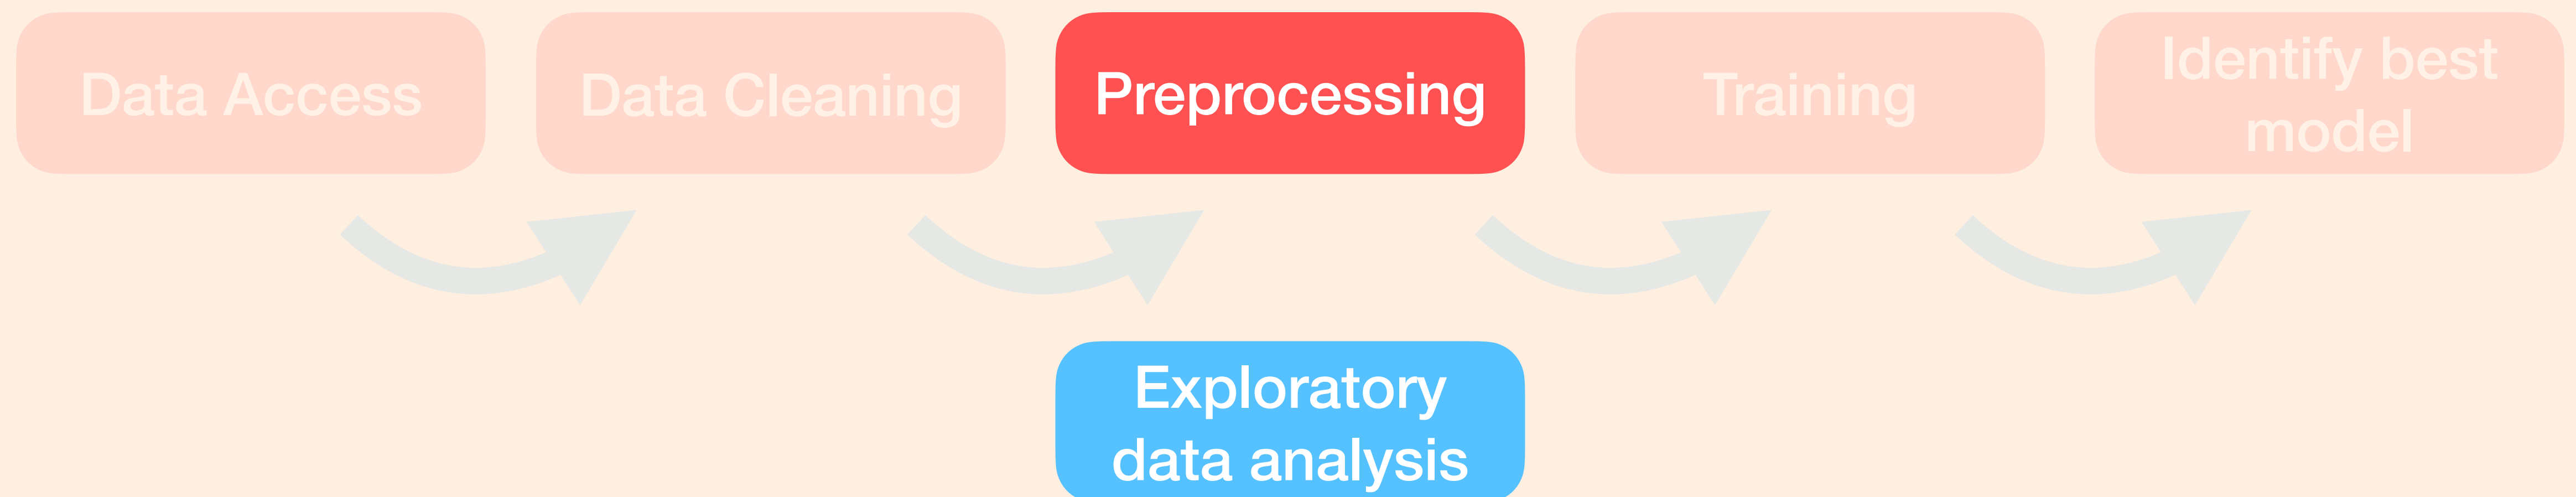 Data Access
Data Cleaning
Preprocessing
Training
Identify best
model
Exploratory
data analysis